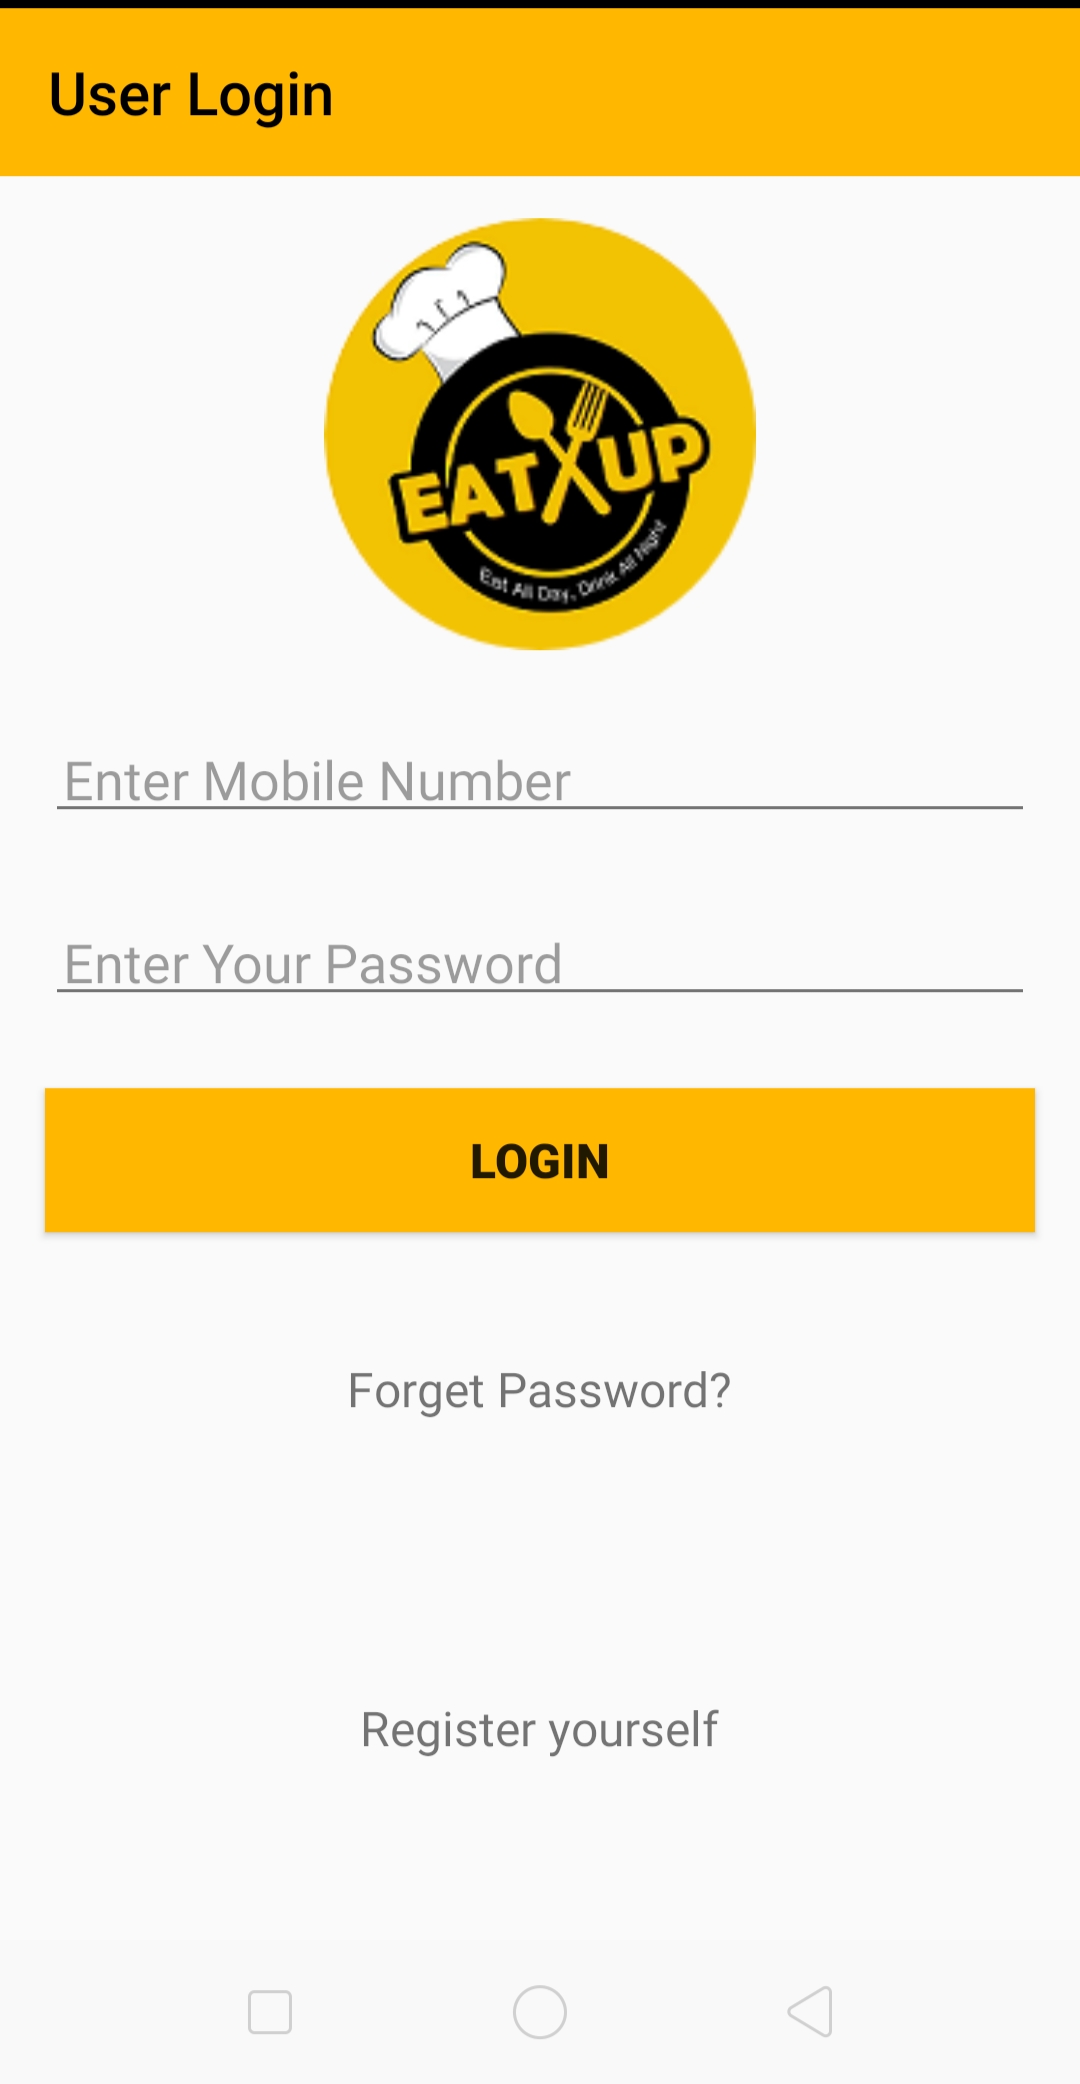 User Login
EAT UP
Eat All Day, Drink All Night
Enter Mobile Number
Enter Your Password
LOGIN
Forget Password?
Register yourself